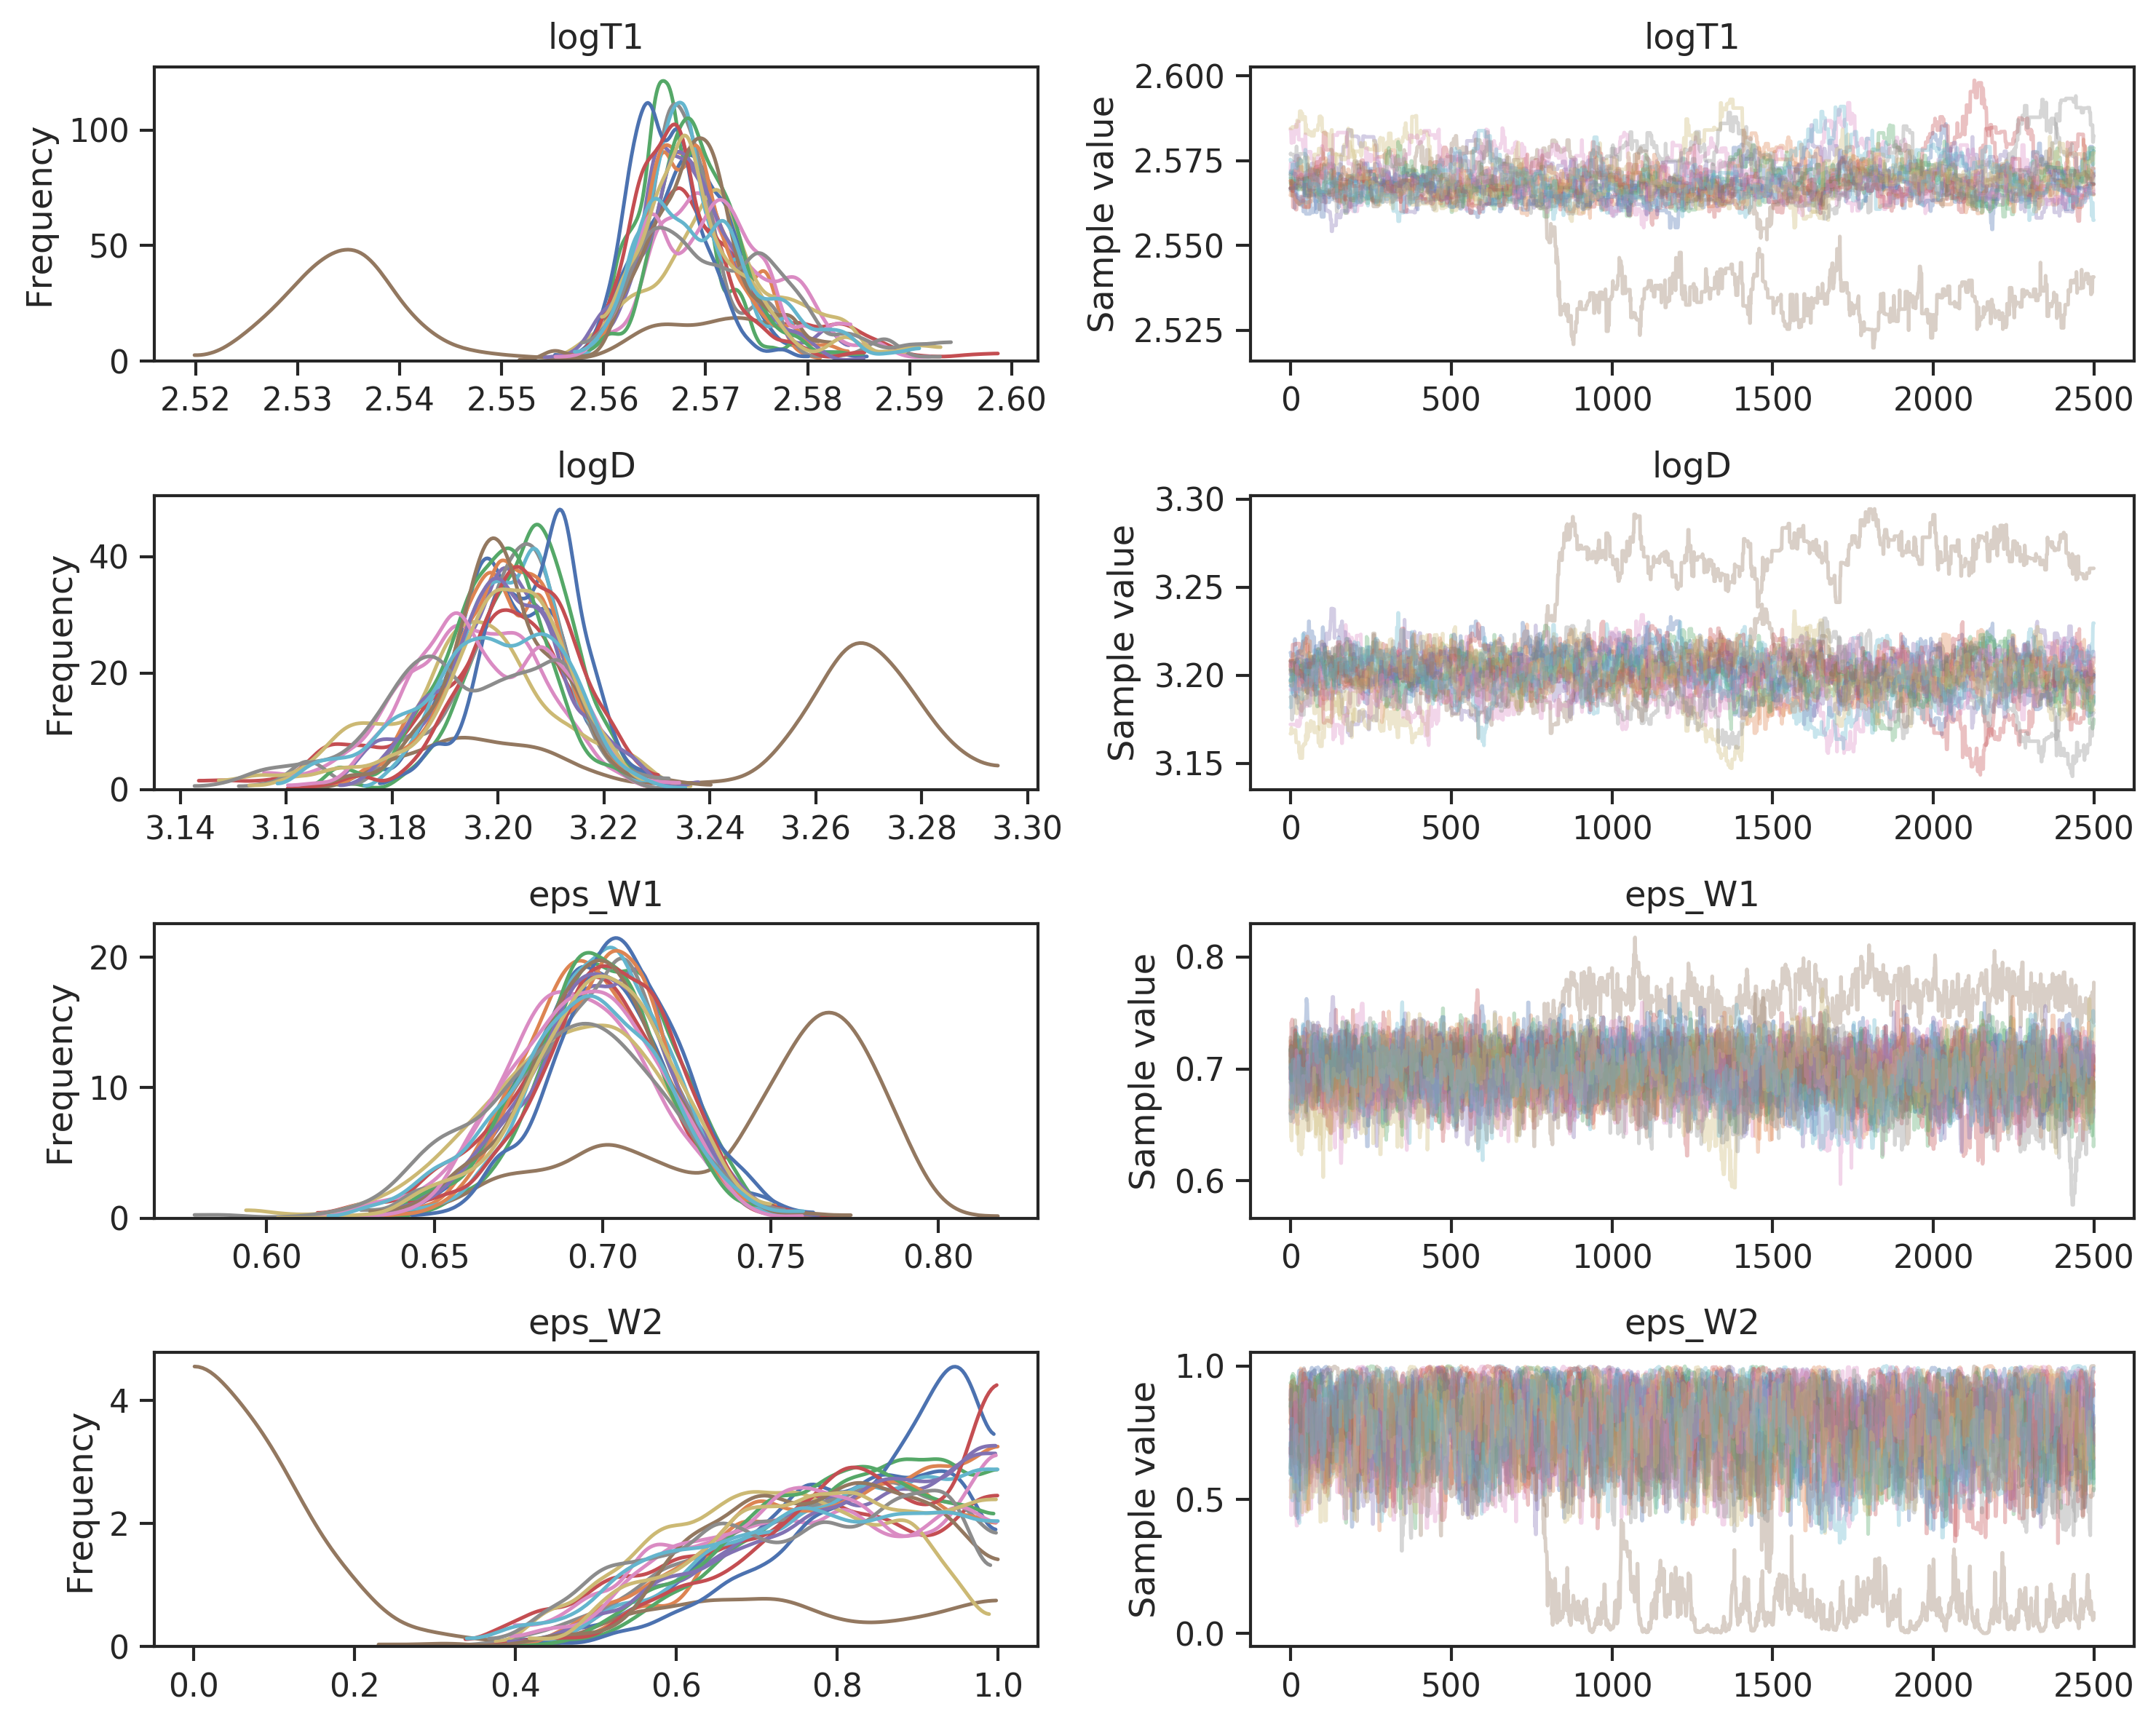 logT1
Frequency
100
50
0
2.52 2.53 2.54 2.55 2.56 2.57 2.58 2.59 2.60
logT1
Sample value
2.600
2.575
2.550
2.525
0 500 1000 1500 2000 2500
logD
Frequency
40
20
0
3.14 3.16 3.18 3.20 3.22 3.24 3.26 3.28 3.30
logD
Sample value
3.30
3.25
3.20
3.15
0 500 1000 1500 2000 2500
eps_W1
Frequency
20
10
0
0.60 0.65 0.70 0.75 0.80
eps_W1
Sample value
0.8
0.7
0.6
0 500 1000 1500 2000 2500
eps_W2
Frequency
4
2
0
0.0 0.2 0.4 0.6 0.8 1.0
eps_W2
Sample value
1.0
0.5
0.0
0 500 1000 1500 2000 2500